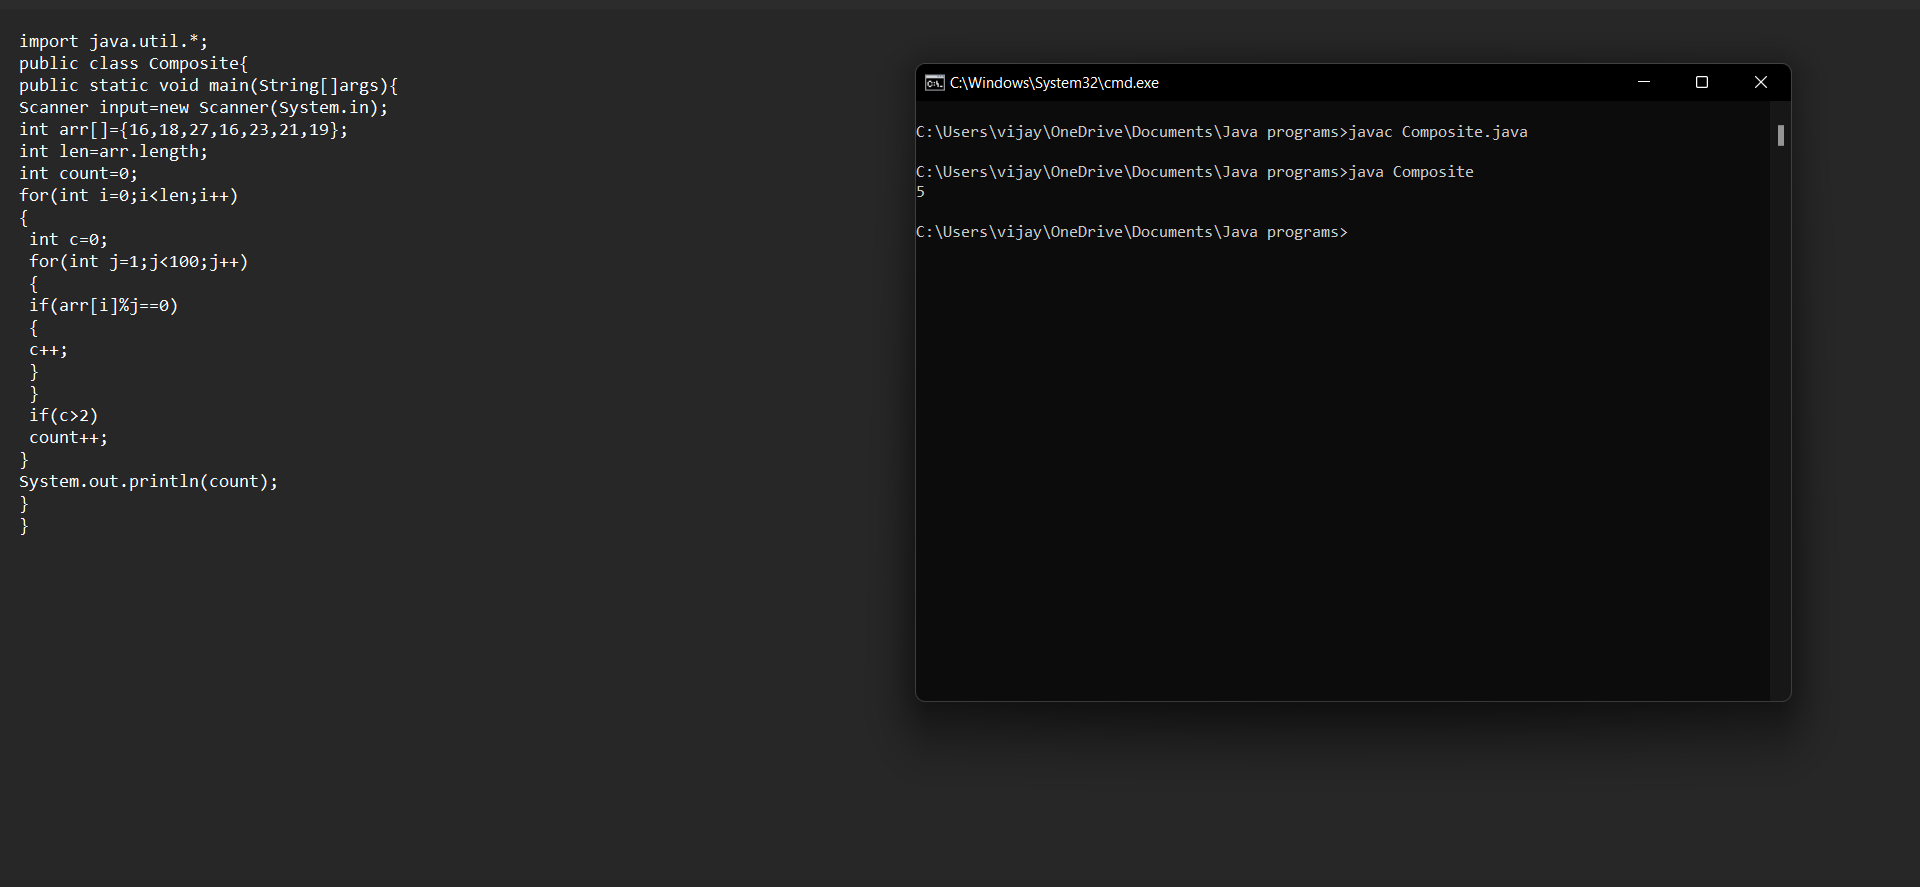 import java.util.*;
public class Composite{
public static void main(String[]args){
Scanner input=new Scanner(System.in);
int arr[]={16,18,27,16,23,21,19};
int len=arr.length;
int count=0;
for(int i=0;i<len;i++)
{
 int c=0;
 for(int j=1;j<100;j++)
 {
 if(arr[i]%j==0)
 {
 c++;
 }
 }
 if(c>2)
 count++;
}
System.out.println(count);
}
}
C:\Windows\System32\cmd.exe
C:\Users\vijay\OneDrive\Documents\Java programs>javac Composite.java
C:\Users\vijay\OneDrive\Documents\Java programs>java Composite
5
C:\Users\vijay\OneDrive\Documents\Java programs>